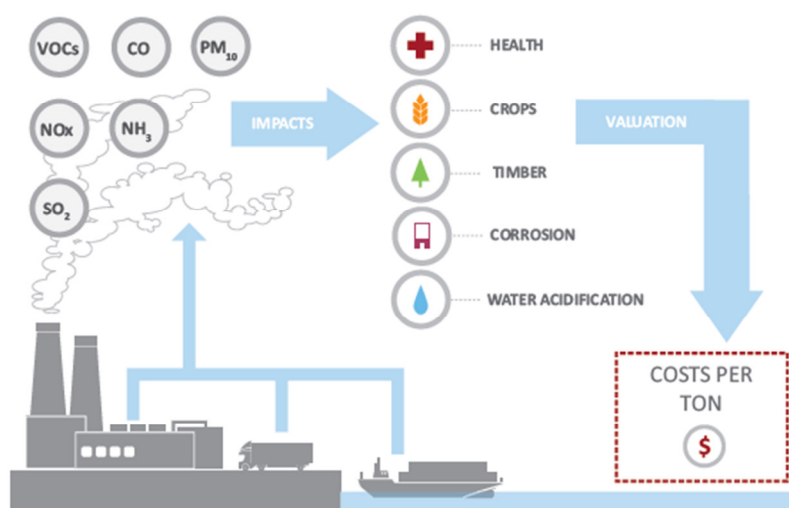 VOCs
CO
PM10
NOx
NH3
SO2
IMPACTS
HEALTH
CROPS
TIMBER
CORROSION
WATER ACIDIFICATION
VALUATION
COSTS PER
TON
$